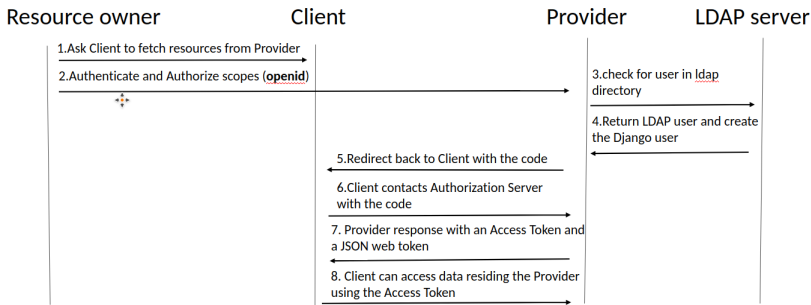 Resource owner Client Provider LDAP server
1.Ask Client to fetch resources from Provider
2.Authenticate and Authorize scopes (openid)
3.check for user in ldap
directory
4.Return LDAP user and create
the Django user
5.Redirect back to Client with the code
6.Client contacts Authorization Server
with the code
7. Provider response with an Access Token and
a JSON web token
8. Client can access data residing the Provider
using the Access Token